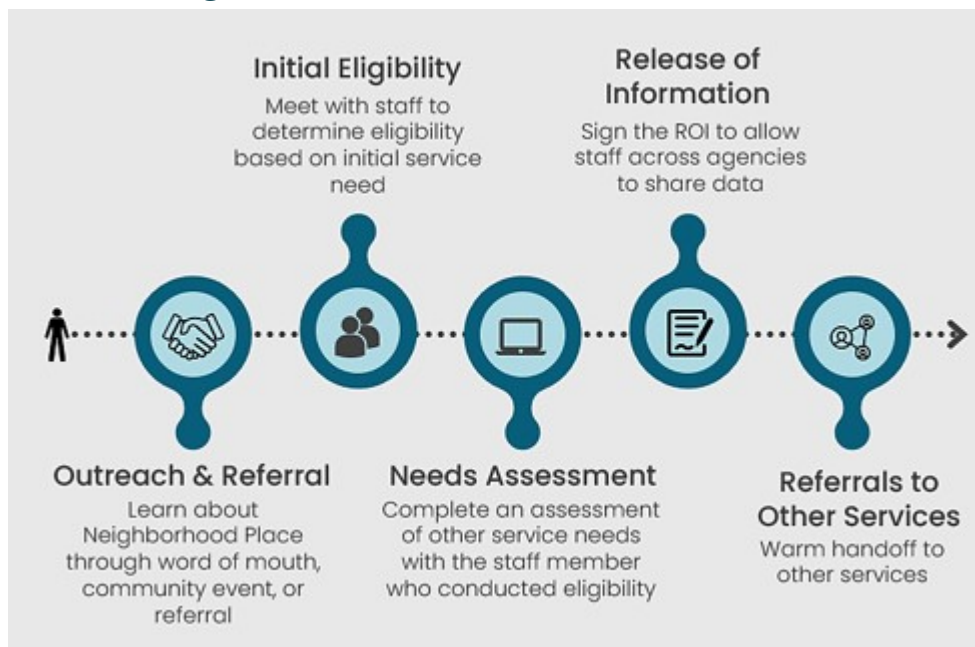 Initial Eligibility
Meet with staff to
determine eligibility
based on initial service
need
Release of
Information
Sign the ROI to allow
staff across agencies
to share data
Outreach & Referral
Learn about
Neighborhood Place
through word of mouth,
community event, or
referral
Needs Assessment
Complete an assessment
of other service needs
with the staff member
who conducted eligibility
Referrals to
Other Services
Warm handoff to
other services